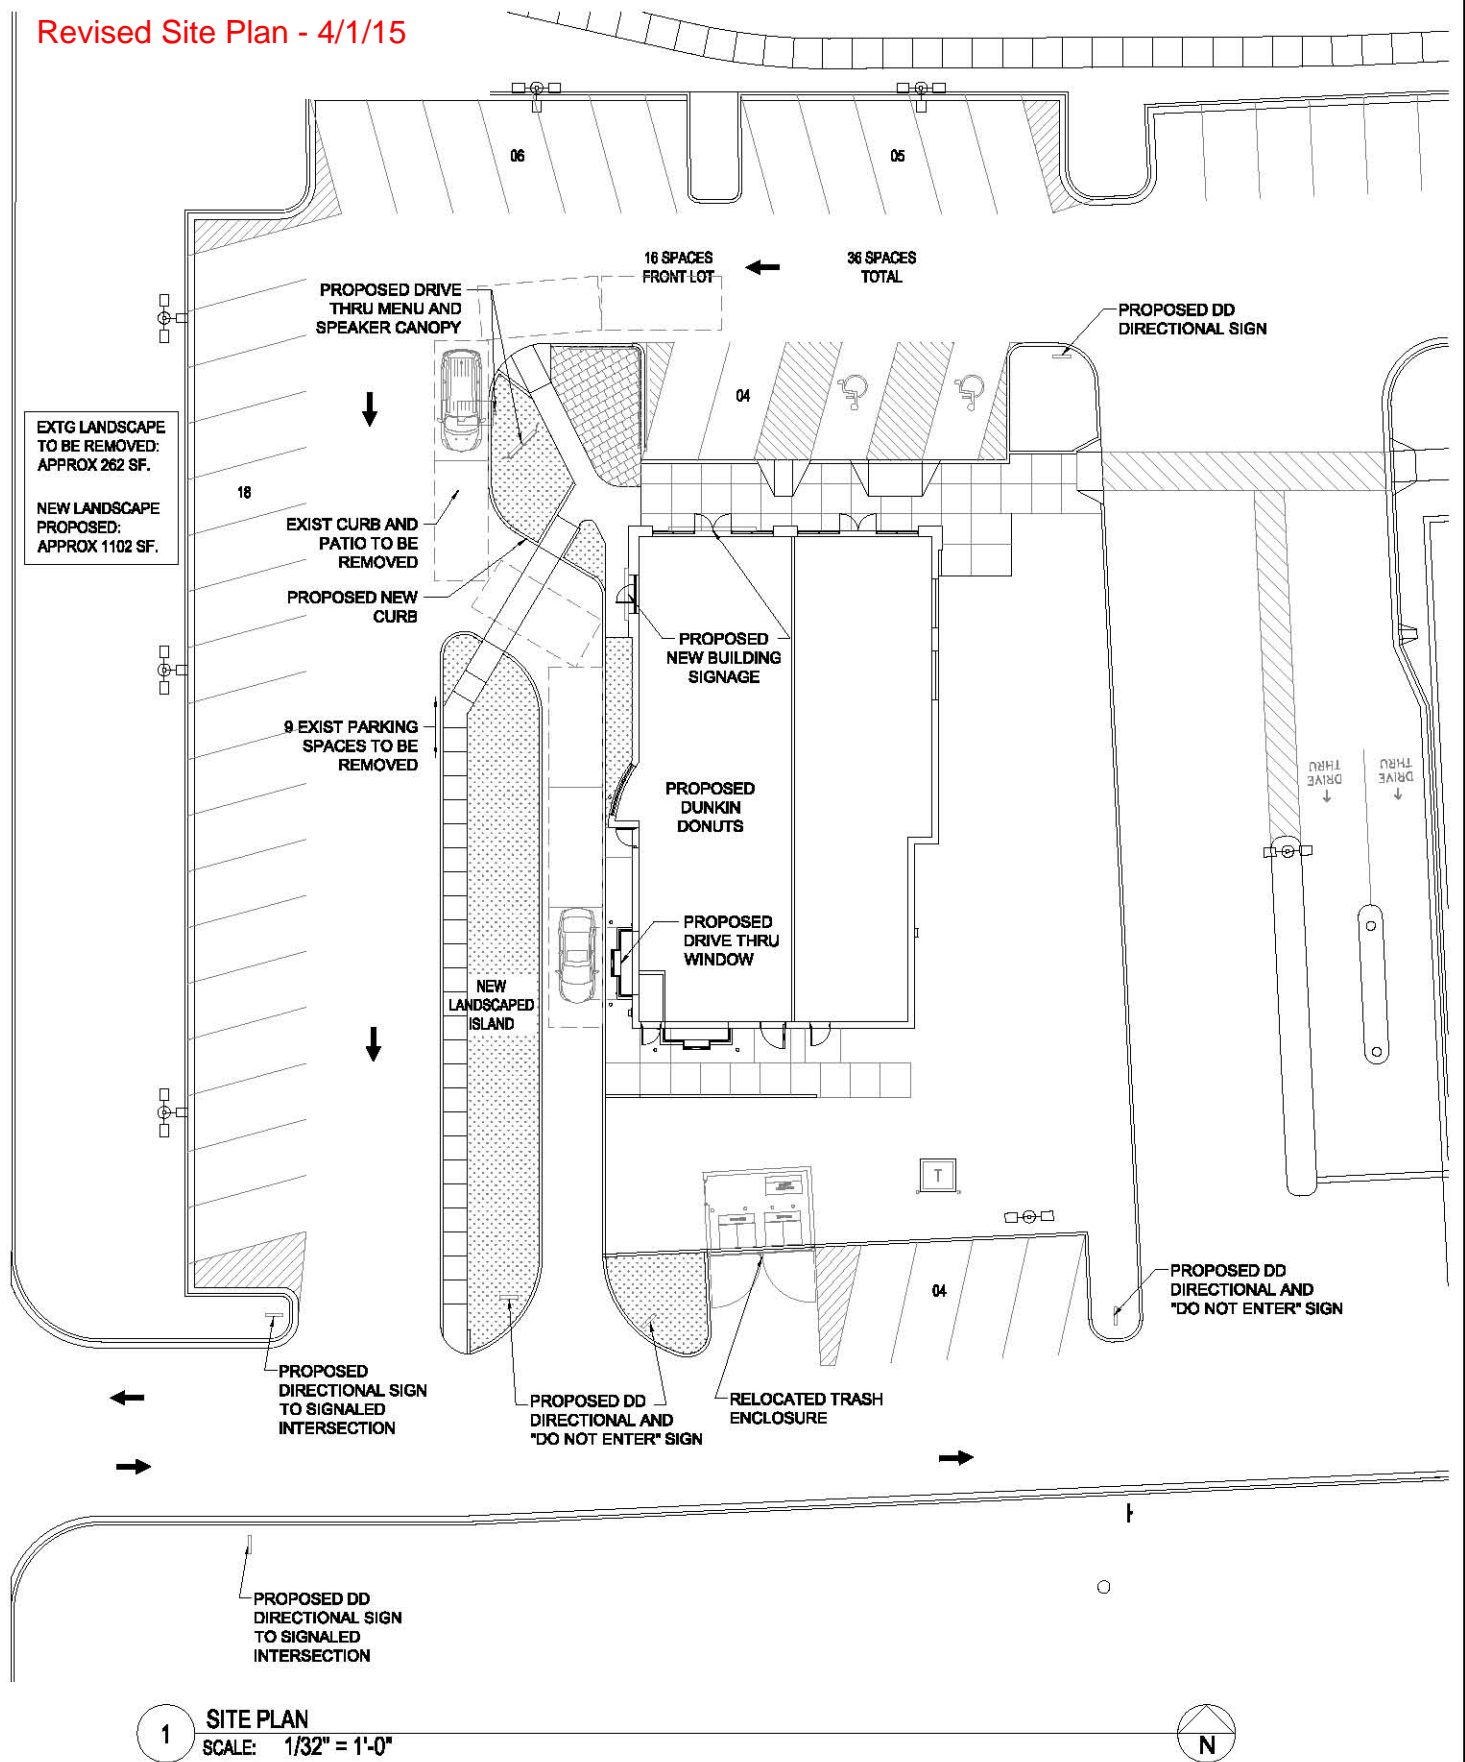 Revised Site Plan - 4/1/15
06
05
16 SPACES
FRONT LOT
36 SPACES
TOTAL
PROPOSED DRIVE
THRU MENU AND
SPEAKER CANOPY
PROPOSED DD
DIRECTIONAL SIGN
04
EXTG LANDSCAPE
TO BE REMOVED:
APPROX 262 SF.
NEW LANDSCAPE
PROPOSED:
APPROX 1102 SF.
18
EXIST CURB AND
PATIO TO BE
REMOVED
PROPOSED NEW
CURB
PROPOSED
NEW BUILDING
SIGNAGE
9 EXIST PARKING
SPACES TO BE
REMOVED
PROPOSED
DUNKIN
DONUTS
DRIVE
THRU
DRIVE
THRU
PROPOSED
DRIVE THRU
WINDOW
NEW
LANDSCAPED
ISLAND
T
04
PROPOSED DD
DIRECTIONAL AND
"DO NOT ENTER" SIGN
PROPOSED
DIRECTIONAL SIGN
TO SIGNALED
INTERSECTION
PROPOSED DD
DIRECTIONAL AND
"DO NOT ENTER" SIGN
RELOCATED TRASH
ENCLOSURE
PROPOSED DD
DIRECTIONAL SIGN
TO SIGNALED
INTERSECTION
1
SITE PLAN
SCALE: 1/32" = 1'-0"
N